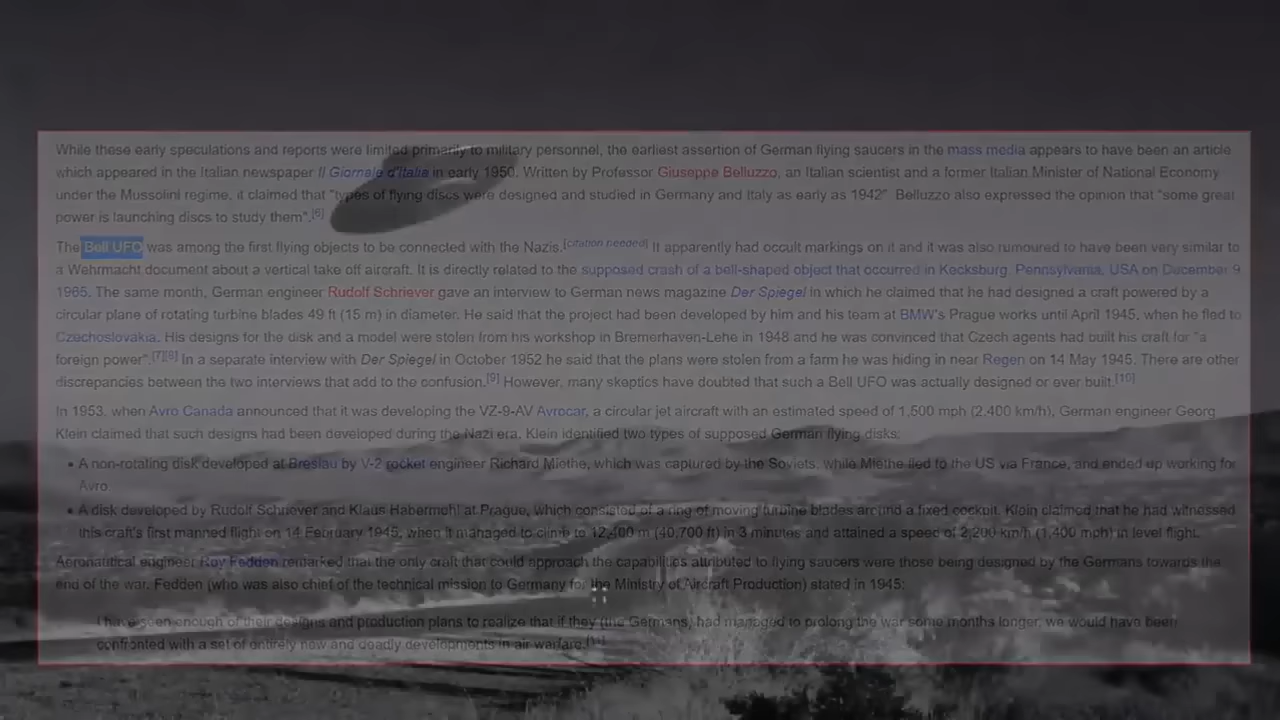 While these early speculations and reports were limited primarily to military personnel, the earliest assertion of German flying saucers in the mass media appears to have been an article
which appeared in the Italian newspaper Il Giornale d'Italia in early 1950. Written by Professor Giuseppe Belluzzo, an Italian scientist and a former Italian Minister of National Economy
under the Mussolini regime, it claimed that "types of flying discs were designed and studied in Germany and Italy as early as 1942". Belluzzo also expressed the opinion that "some great
power is launching discs to study them".[6]
The Bell UFO was among the first flying objects to be connected with the Nazis.[citation needed] It apparently had occult markings on it and it was also rumoured to have been very similar to
a Wehrmacht document about a vertical take off aircraft. It is directly related to the supposed crash of a bell-shaped object that occurred in Kecksburg, Pennsylvania, USA on December 9
1965. The same month, German engineer Rudolf Schriever gave an interview to German news magazine Der Spiegel in which he claimed that he had designed a craft powered by a
circular plane of rotating turbine blades 49 ft (15 m) in diameter. He said that the project had been developed by him and his team at BMW's Prague works until April 1945, when he fled to
Czechoslovakia. His designs for the disk and a model were stolen from his workshop in Bremerhaven-Lehe in 1948 and he was convinced that Czech agents had built his craft for "a
foreign power".[7][8] In a separate interview with Der Spiegel in October 1952 he said that the plans were stolen from a farm he was hiding in near Regen on 14 May 1945. There are other
discrepancies between the two interviews that add to the confusion.[9] However, many skeptics have doubted that such a Bell UFO was actually designed or ever built.[10]
In 1953, when Avro Canada announced that it was developing the VZ-9-AV Avrocar, a circular jet aircraft with an estimated speed of 1,500 mph (2,400 km/h), German engineer Georg
Klein claimed that such designs had been developed during the Nazi era. Klein identified two types of supposed German flying disks:
• A non-rotating disk developed at Breslau by V-2 rocket engineer Richard Miethe, which was captured by the Soviets, while Miethe fled to the US via France, and ended up working for
Avro.
• A disk developed by Rudolf Schriever and Klaus Habermohl at Prague, which consisted of a ring of moving turbine blades around a fixed cockpit. Klein claimed that he had witnessed
this craft's first manned flight on 14 February 1945, when it managed to climb to 12,400 m (40,700 ft) in 3 minutes and attained a speed of 2,200 km/h (1,400 mph) in level flight.
Aeronautical engineer Roy Fedden remarked that the only craft that could approach the capabilities attributed to flying saucers were those being designed by the Germans towards the
end of the war. Fedden (who was also chief of the technical mission to Germany for the Ministry of Aircraft Production) stated in 1945:
I have seen enough of their designs and production plans to realize that if they (the Germans) had managed to prolong the war some months longer, we would have been
confronted with a set of entirely new and deadly developments in air warfare.[11]